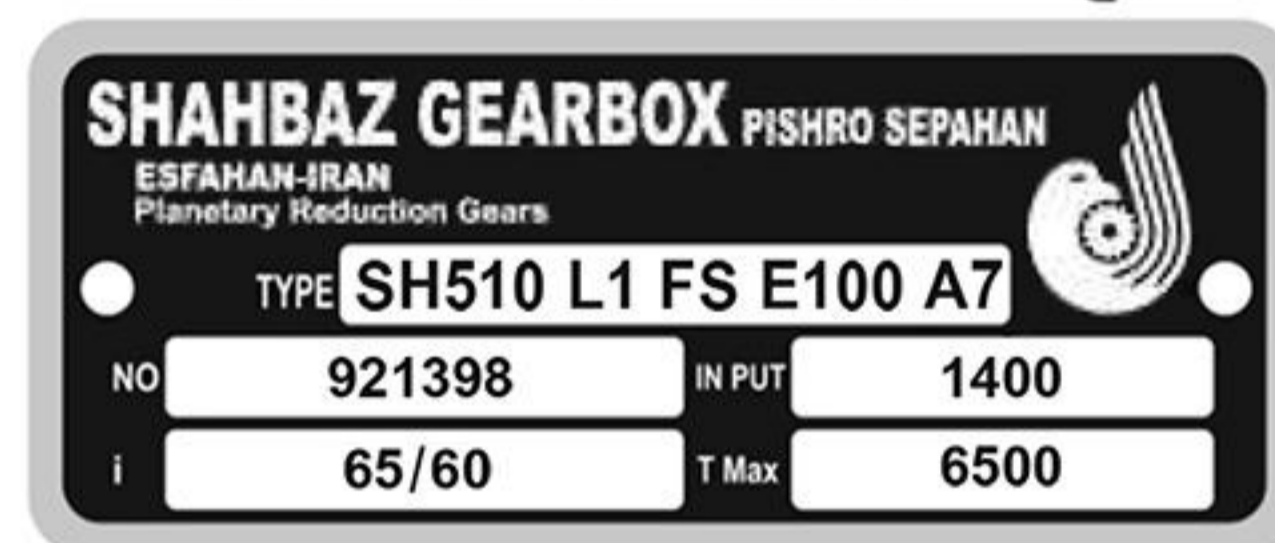 SHAHBAZ GEARBOX PISHRO SEPAHAN
ESFAHAN-IRAN
Planetary Reduction Gears
TYPE SH510 L1 FS E100 A7
NO 921398 IN PUT 1400
i 65/60 T Max 6500